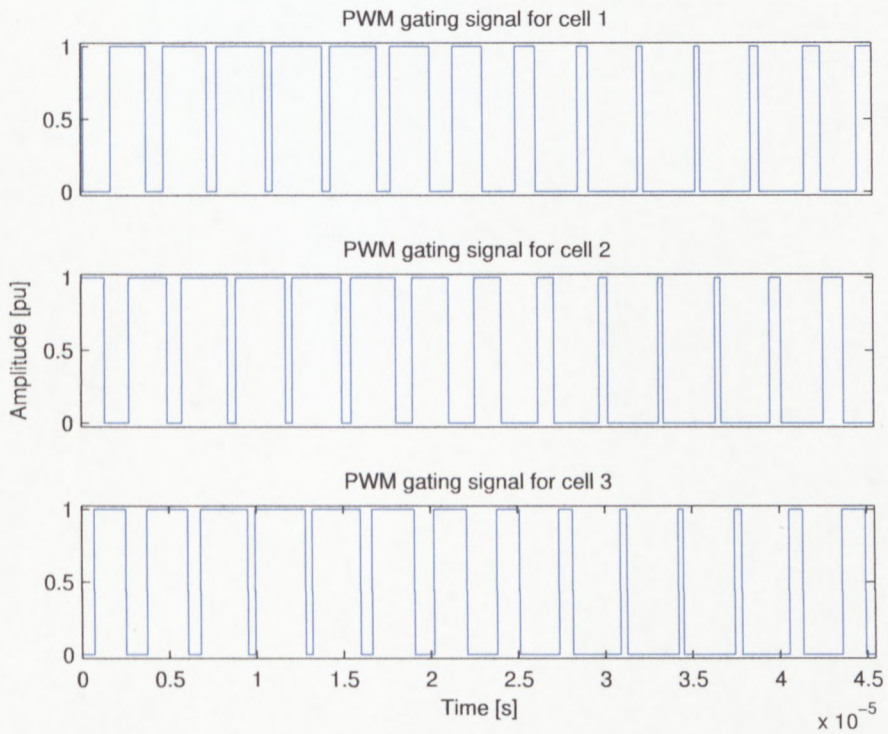 PWM gating signal for cell 1
1
0.5
0
PWM gating signal for cell 2
1
0.5
0
Amplitude [pu]
PWM gating signal for cell 3
1
0.5
0
0 0.5 1 1.5 2 2.5 3 3.5 4 4.5
Time [s]
x 10⁻⁵